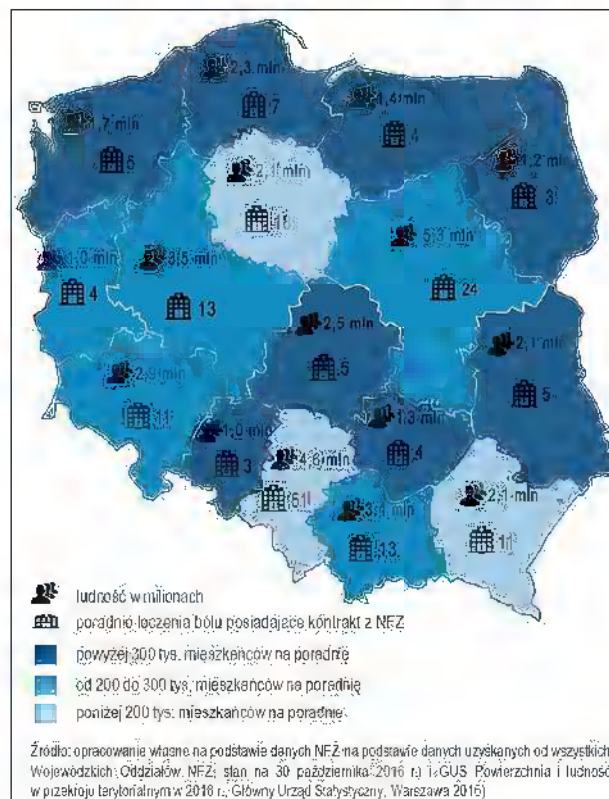 2,3 mln
7
1,4 mln
4
1,7 mln
1,2 mln
3
2,1 mln
5,3 mln
24
1,0 mln
4
3,5 mln
13
2,5 mln
5
2,1 mln
5
2,9 mln
11
1,0 mln
3
1,3 mln
4
4,6 mln
3,4 mln
13
2,1 mln
11
ludność w milionach
poradnie leczenia bólu posiadające kontrakt z NFZ
powyżej 300 tys. mieszkańców na poradnię
od 200 do 300 tys. mieszkańców na poradnię
poniżej 200 tys. mieszkańców na poradnię
Źródło: opracowanie własne na podstawie danych NFZ na podstawie danych uzyskanych od wszystkich
Wojewódzkich Oddziałów NFZ; stan na 30 października 2016 r.) i GUS Powierzchnia i ludność
w przekroju terytorialnym w 2016 r., Główny Urząd Statystyczny, Warszawa 2016)